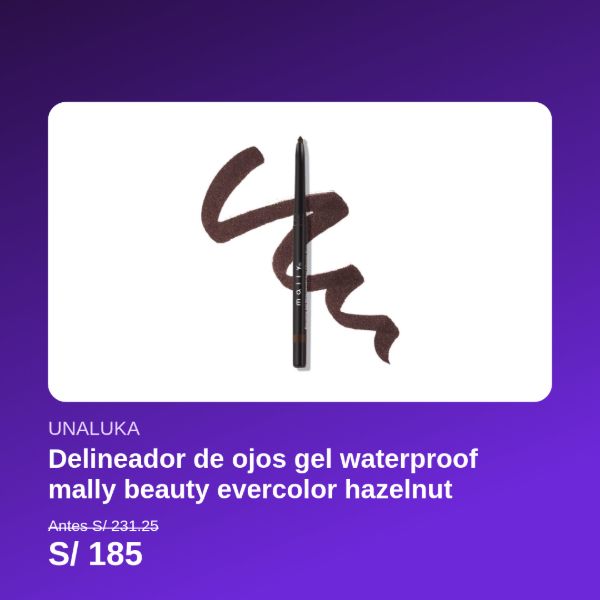 mally
UNALUKA
Delineador de ojos gel waterproof
mally beauty evercolor hazelnut
Antes S/ 231.25
S/ 185